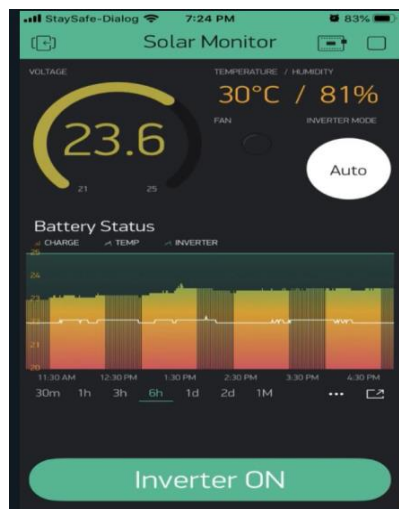 StaySafe-Dialog 7:24 PM 83%
Solar Monitor
VOLTAGE
23.6
21 25
TEMPERATURE / HUMIDITY
30°C / 81%
FAN INVERTER MODE
Auto
Battery Status
CHARGE TEMP INVERTER
25
24
23
22
21
20
11:30 AM 12:30 PM 1:30 PM 2:30 PM 3:30 PM 4:30 PM
30m 1h 3h 6h 1d 2d 1M ...
Inverter ON